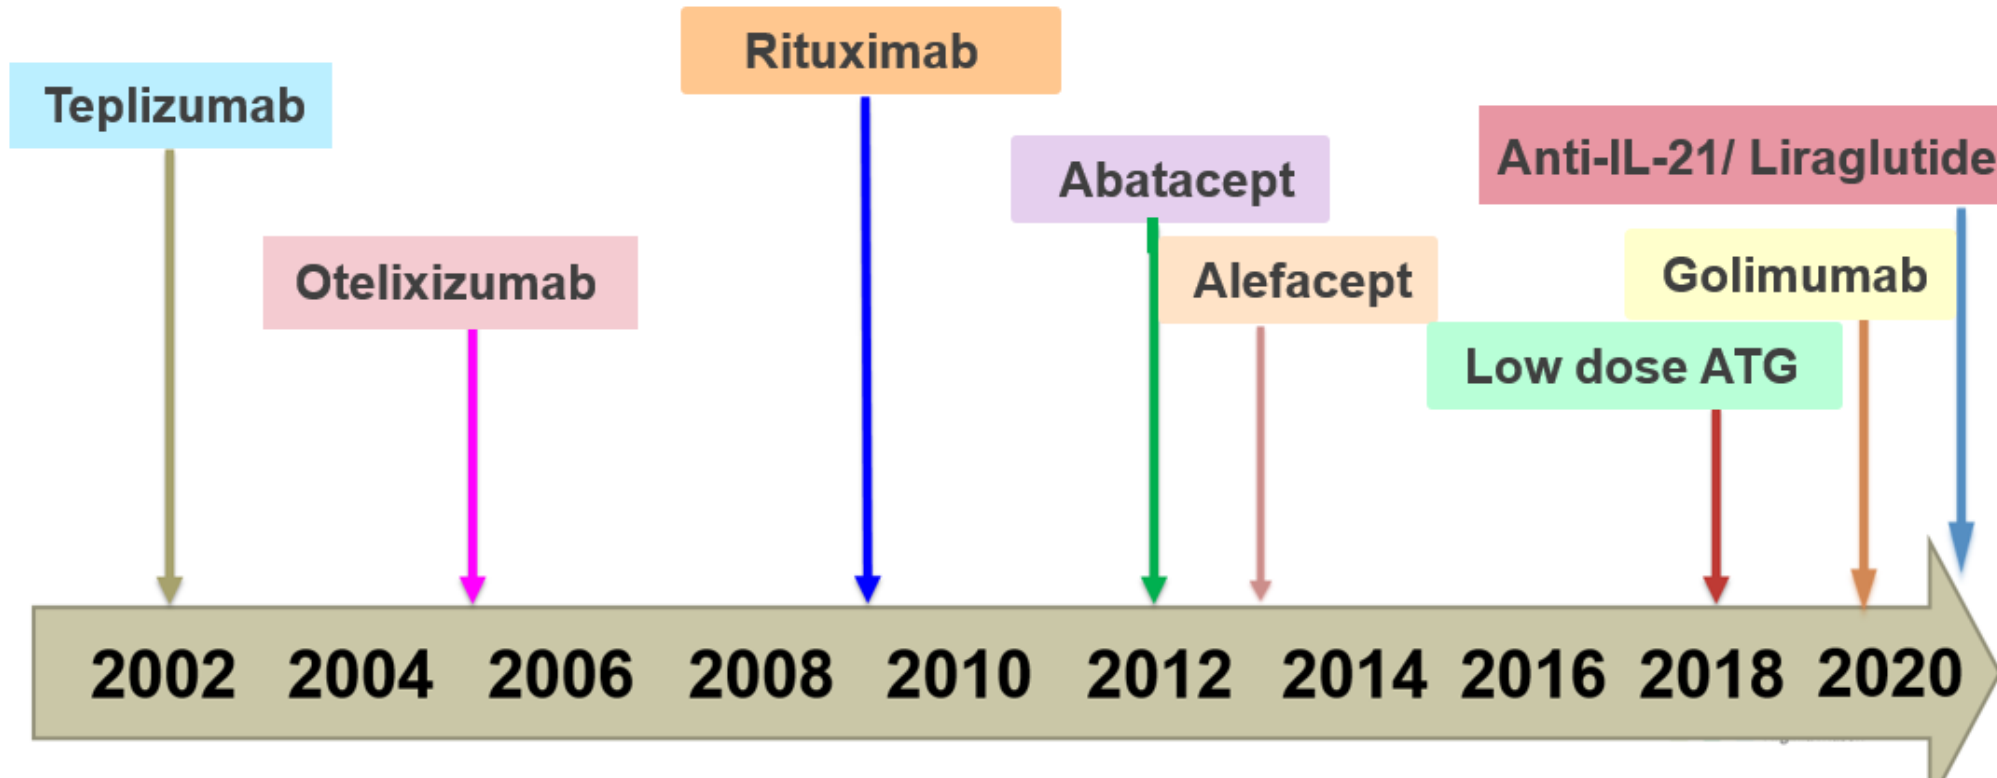 Rituximab
Teplizumab
Anti-IL-21/ Liraglutide
Abatacept
Otelixizumab
Alefacept
Golimumab
Low dose ATG
2002 2004 2006 2008 2010 2012 2014 2016 2018 2020